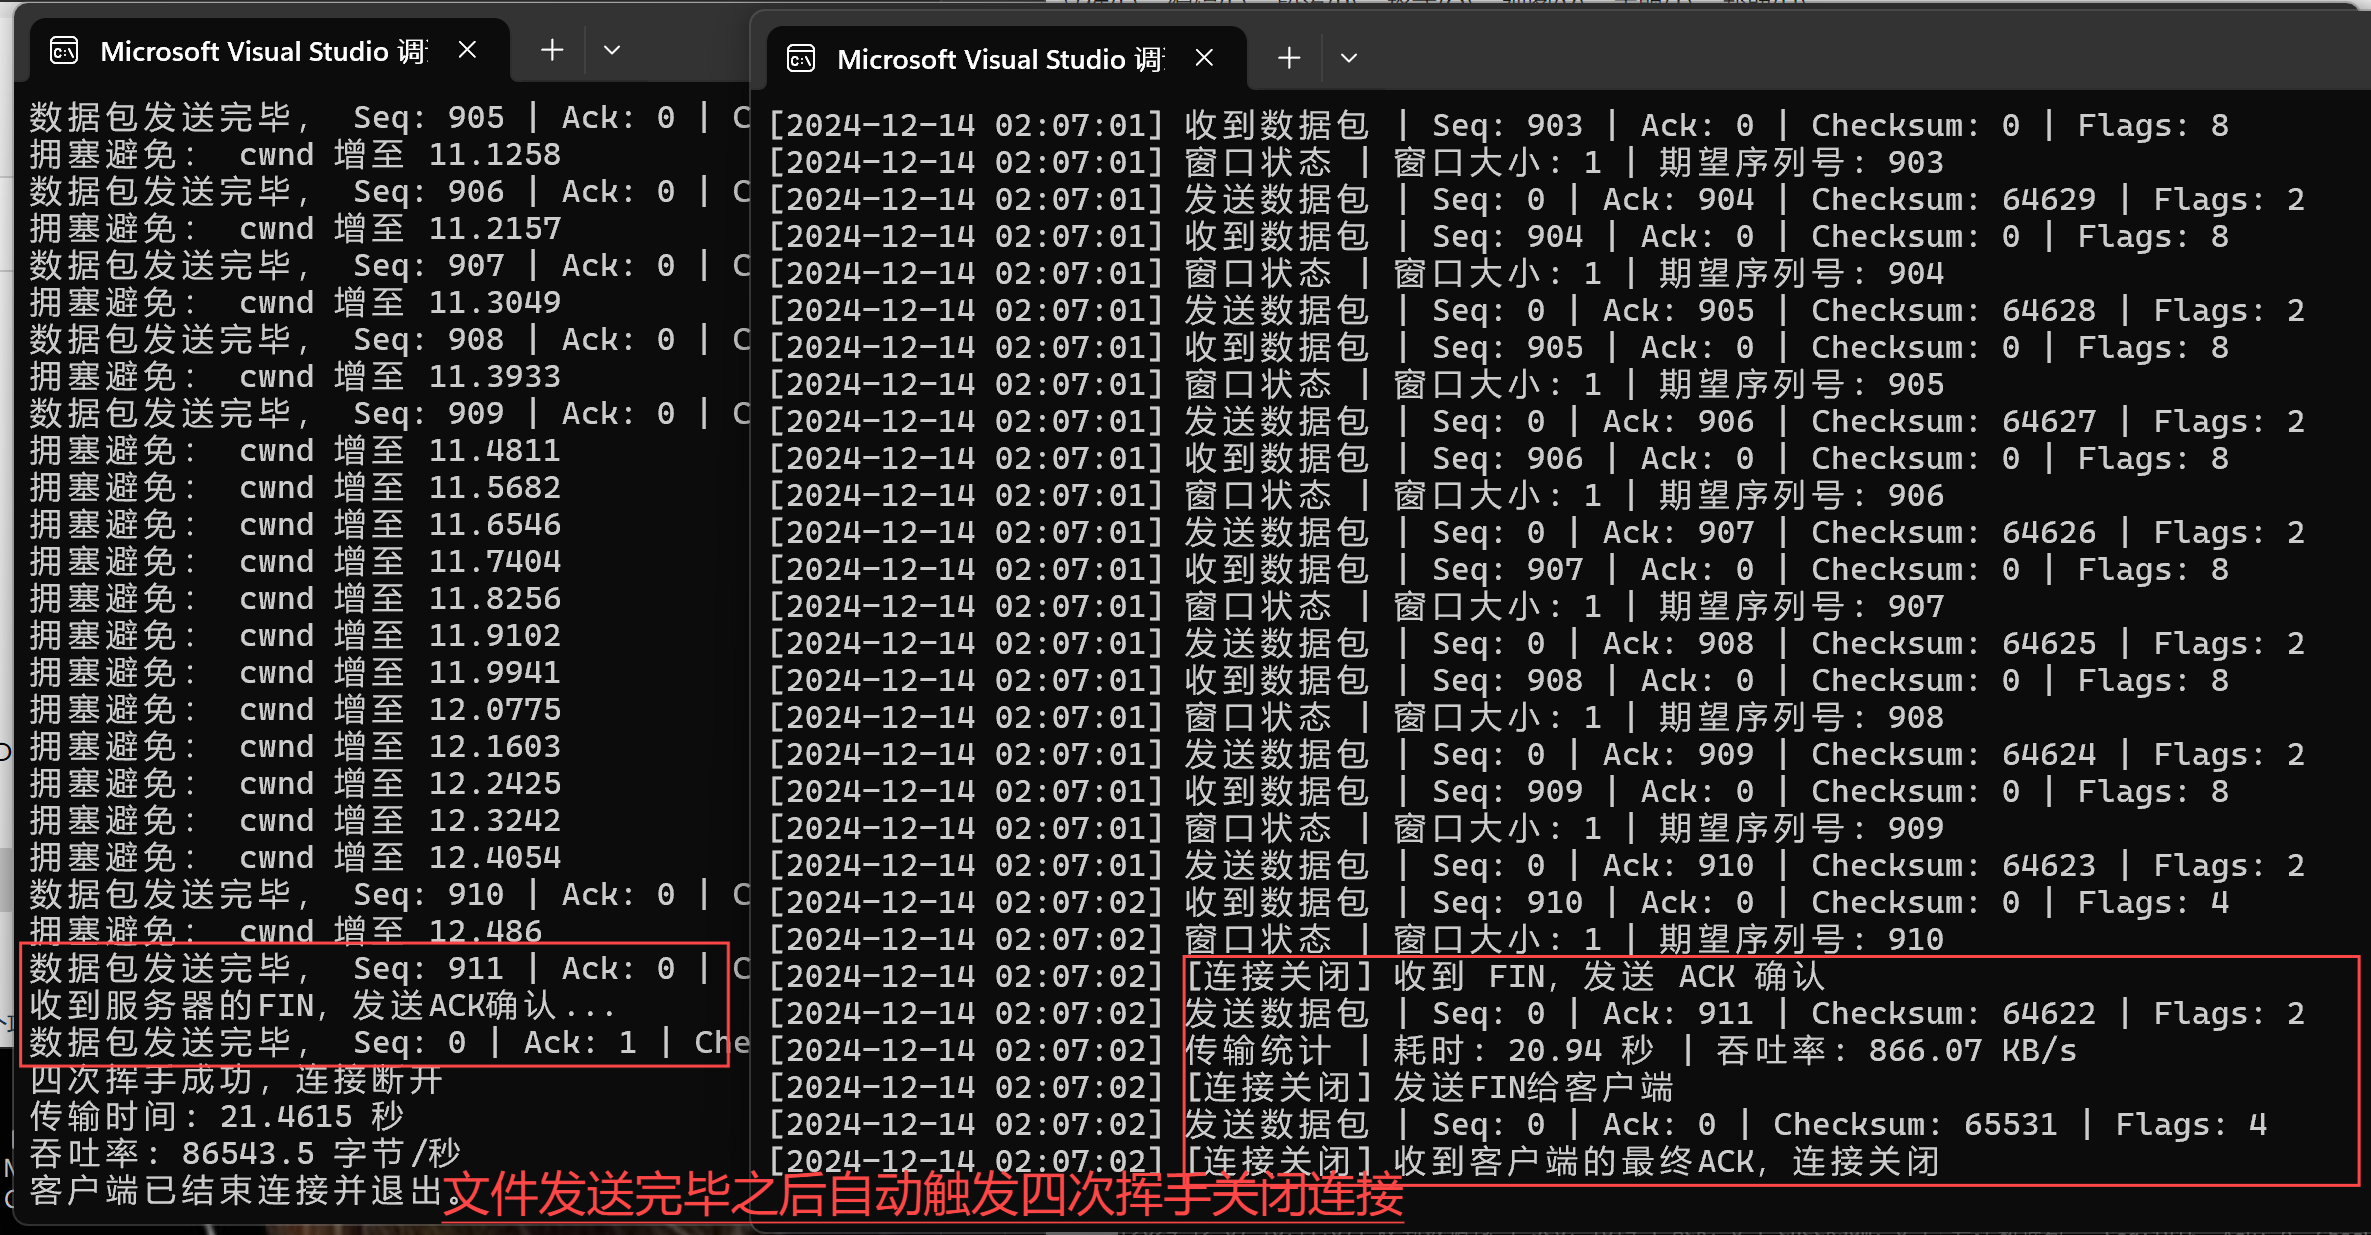 Microsoft Visual Studio 调
数据包发送完毕， Seq: 905 | Ack: 0 | C
拥塞避免： cwnd 增至 11.1258
数据包发送完毕， Seq: 906 | Ack: 0 | C
拥塞避免： cwnd 增至 11.2157
数据包发送完毕， Seq: 907 | Ack: 0 | C
拥塞避免： cwnd 增至 11.3049
数据包发送完毕， Seq: 908 | Ack: 0 | C
拥塞避免： cwnd 增至 11.3933
数据包发送完毕， Seq: 909 | Ack: 0 | C
拥塞避免： cwnd 增至 11.4811
拥塞避免： cwnd 增至 11.5682
拥塞避免： cwnd 增至 11.6546
拥塞避免： cwnd 增至 11.7404
拥塞避免： cwnd 增至 11.8256
拥塞避免： cwnd 增至 11.9102
拥塞避免： cwnd 增至 11.9941
拥塞避免： cwnd 增至 12.0775
拥塞避免： cwnd 增至 12.1603
拥塞避免： cwnd 增至 12.2425
拥塞避免： cwnd 增至 12.3242
拥塞避免： cwnd 增至 12.4054
数据包发送完毕， Seq: 910 | Ack: 0 | C
拥塞避免： cwnd 增至 12.486
数据包发送完毕， Seq: 911 | Ack: 0 | C
收到服务器的FIN，发送ACK确认...
数据包发送完毕， Seq: 0 | Ack: 1 | Che
四次挥手成功，连接断开
传输时间: 21.4615 秒
吞吐率: 86543.5 字节/秒
客户端已结束连接并退出。
Microsoft Visual Studio 调
[2024-12-14 02:07:01] 收到数据包 | Seq: 903 | Ack: 0 | Checksum: 0 | Flags: 8
[2024-12-14 02:07:01] 窗口状态 | 窗口大小: 1 | 期望序列号: 903
[2024-12-14 02:07:01] 发送数据包 | Seq: 0 | Ack: 904 | Checksum: 64629 | Flags: 2
[2024-12-14 02:07:01] 收到数据包 | Seq: 904 | Ack: 0 | Checksum: 0 | Flags: 8
[2024-12-14 02:07:01] 窗口状态 | 窗口大小: 1 | 期望序列号: 904
[2024-12-14 02:07:01] 发送数据包 | Seq: 0 | Ack: 905 | Checksum: 64628 | Flags: 2
[2024-12-14 02:07:01] 收到数据包 | Seq: 905 | Ack: 0 | Checksum: 0 | Flags: 8
[2024-12-14 02:07:01] 窗口状态 | 窗口大小: 1 | 期望序列号: 905
[2024-12-14 02:07:01] 发送数据包 | Seq: 0 | Ack: 906 | Checksum: 64627 | Flags: 2
[2024-12-14 02:07:01] 收到数据包 | Seq: 906 | Ack: 0 | Checksum: 0 | Flags: 8
[2024-12-14 02:07:01] 窗口状态 | 窗口大小: 1 | 期望序列号: 906
[2024-12-14 02:07:01] 发送数据包 | Seq: 0 | Ack: 907 | Checksum: 64626 | Flags: 2
[2024-12-14 02:07:01] 收到数据包 | Seq: 907 | Ack: 0 | Checksum: 0 | Flags: 8
[2024-12-14 02:07:01] 窗口状态 | 窗口大小: 1 | 期望序列号: 907
[2024-12-14 02:07:01] 发送数据包 | Seq: 0 | Ack: 908 | Checksum: 64625 | Flags: 2
[2024-12-14 02:07:01] 收到数据包 | Seq: 908 | Ack: 0 | Checksum: 0 | Flags: 8
[2024-12-14 02:07:01] 窗口状态 | 窗口大小: 1 | 期望序列号: 908
[2024-12-14 02:07:01] 发送数据包 | Seq: 0 | Ack: 909 | Checksum: 64624 | Flags: 2
[2024-12-14 02:07:01] 收到数据包 | Seq: 909 | Ack: 0 | Checksum: 0 | Flags: 8
[2024-12-14 02:07:01] 窗口状态 | 窗口大小: 1 | 期望序列号: 909
[2024-12-14 02:07:01] 发送数据包 | Seq: 0 | Ack: 910 | Checksum: 64623 | Flags: 2
[2024-12-14 02:07:02] 收到数据包 | Seq: 910 | Ack: 0 | Checksum: 0 | Flags: 4
[2024-12-14 02:07:02] 窗口状态 | 窗口大小: 1 | 期望序列号: 910
[2024-12-14 02:07:02] [连接关闭] 收到 FIN，发送 ACK 确认
[2024-12-14 02:07:02] 发送数据包 | Seq: 0 | Ack: 911 | Checksum: 64622 | Flags: 2
[2024-12-14 02:07:02] 传输统计 | 耗时: 20.94 秒 | 吞吐率: 866.07 KB/s
[2024-12-14 02:07:02] [连接关闭] 发送FIN给客户端
[2024-12-14 02:07:02] 发送数据包 | Seq: 0 | Ack: 0 | Checksum: 65531 | Flags: 4
[2024-12-14 02:07:02] [连接关闭] 收到客户端的最终ACK，连接关闭
文件发送完毕之后自动触发四次挥手关闭连接